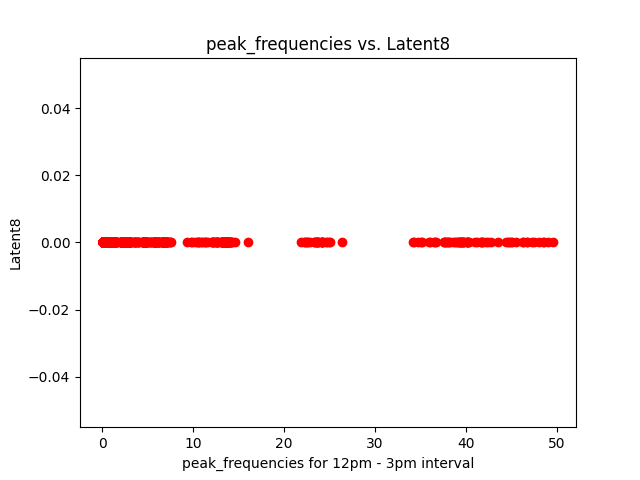 peak_frequencies vs. Latent8
0.04
0.02
0.00
−0.02
−0.04
Latent8
0 10 20 30 40 50
peak_frequencies for 12pm - 3pm interval